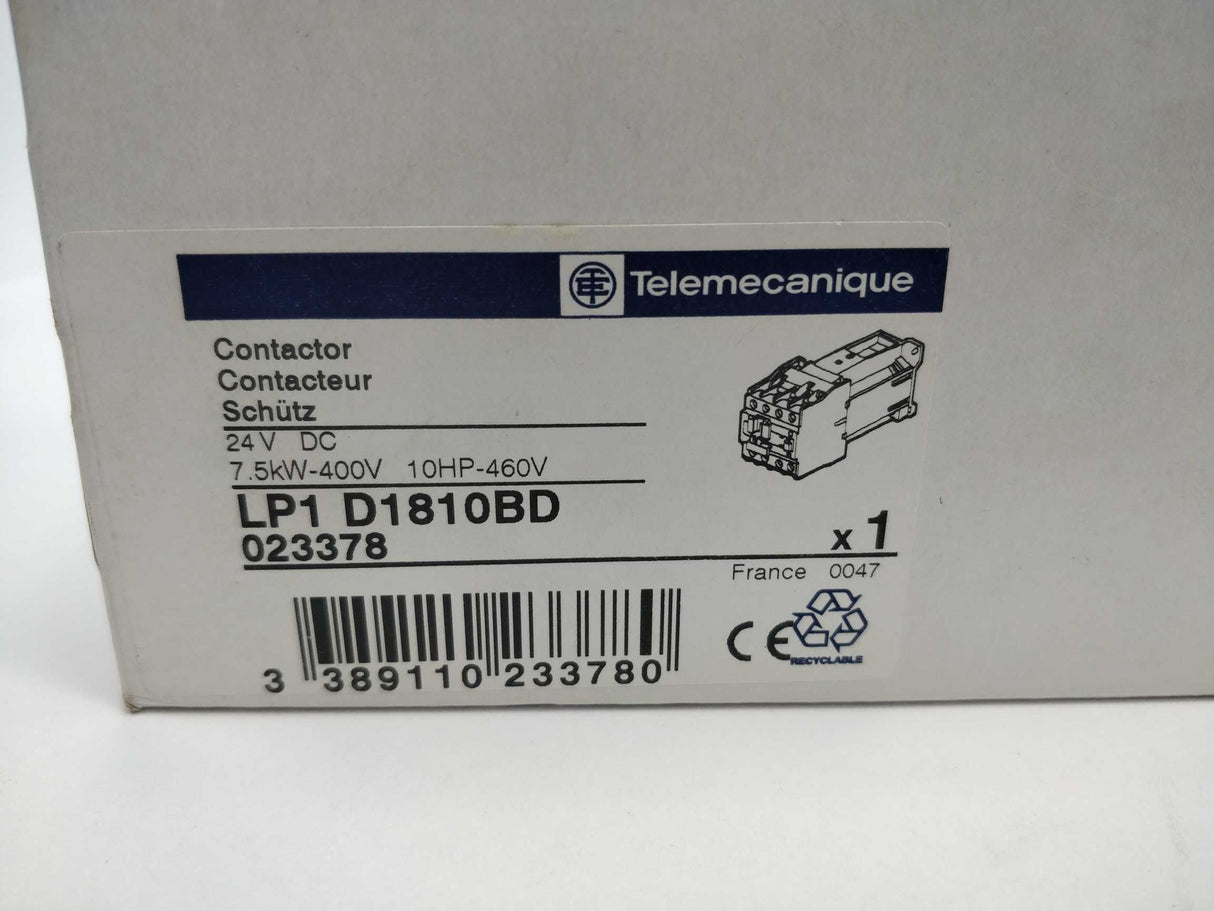 Telemecanique
Contactor
Contacteur
Schütz
24V DC
7.5kW-400V 10HP-460V
LP1 D1810BD
023378
x 1
France 0047
3 389110 233780
CE
RECYCLABLE